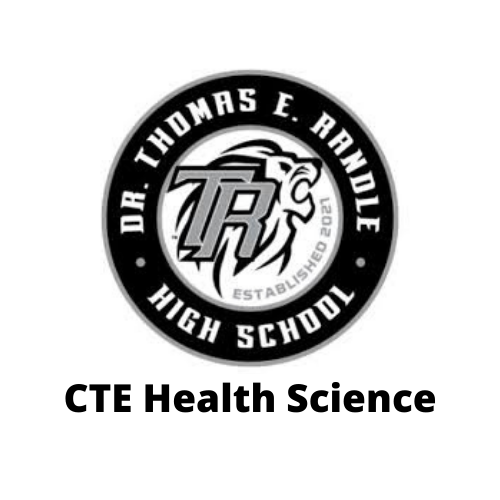 DR. THOMAS E. RANDLE
TR
ESTABLISHED 2021
HIGH SCHOOL
CTE Health Science